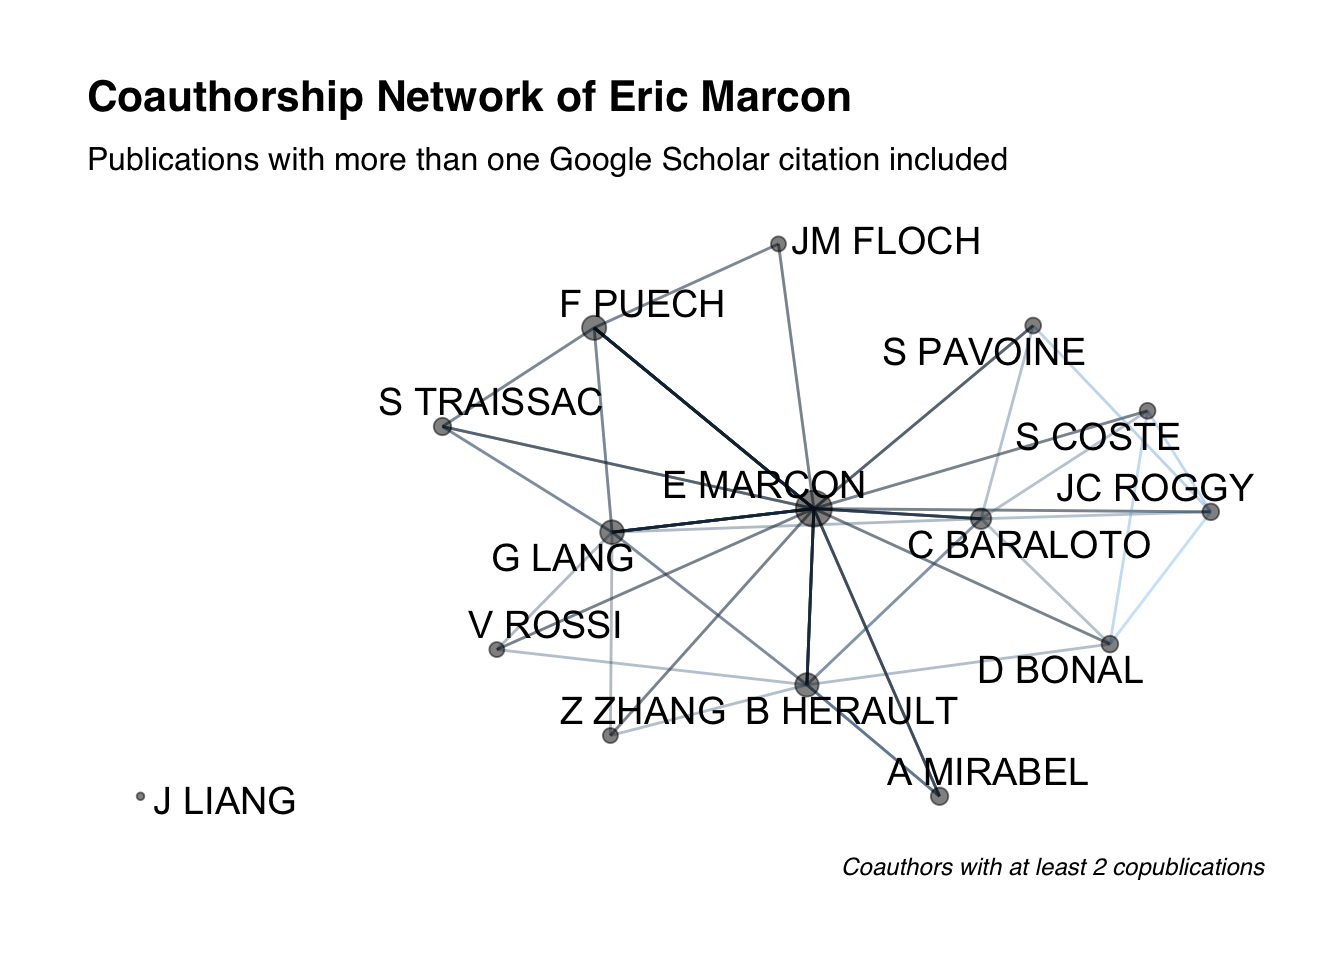 Coauthorship Network of Eric Marcon
Publications with more than one Google Scholar citation included
JM FLOCH
F PUECH
S PAVOINE
S TRAISSAC
S COSTE
E MARCON
JC ROGGY
C BARALOTO
G LANG
V ROSSI
D BONAL
Z ZHANG
B HERAULT
A MIRABEL
J LIANG
Coauthors with at least 2 copublications